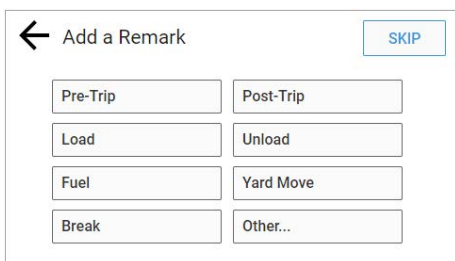 Add a Remark SKIP
Pre-Trip Post-Trip
Load Unload
Fuel Yard Move
Break Other...